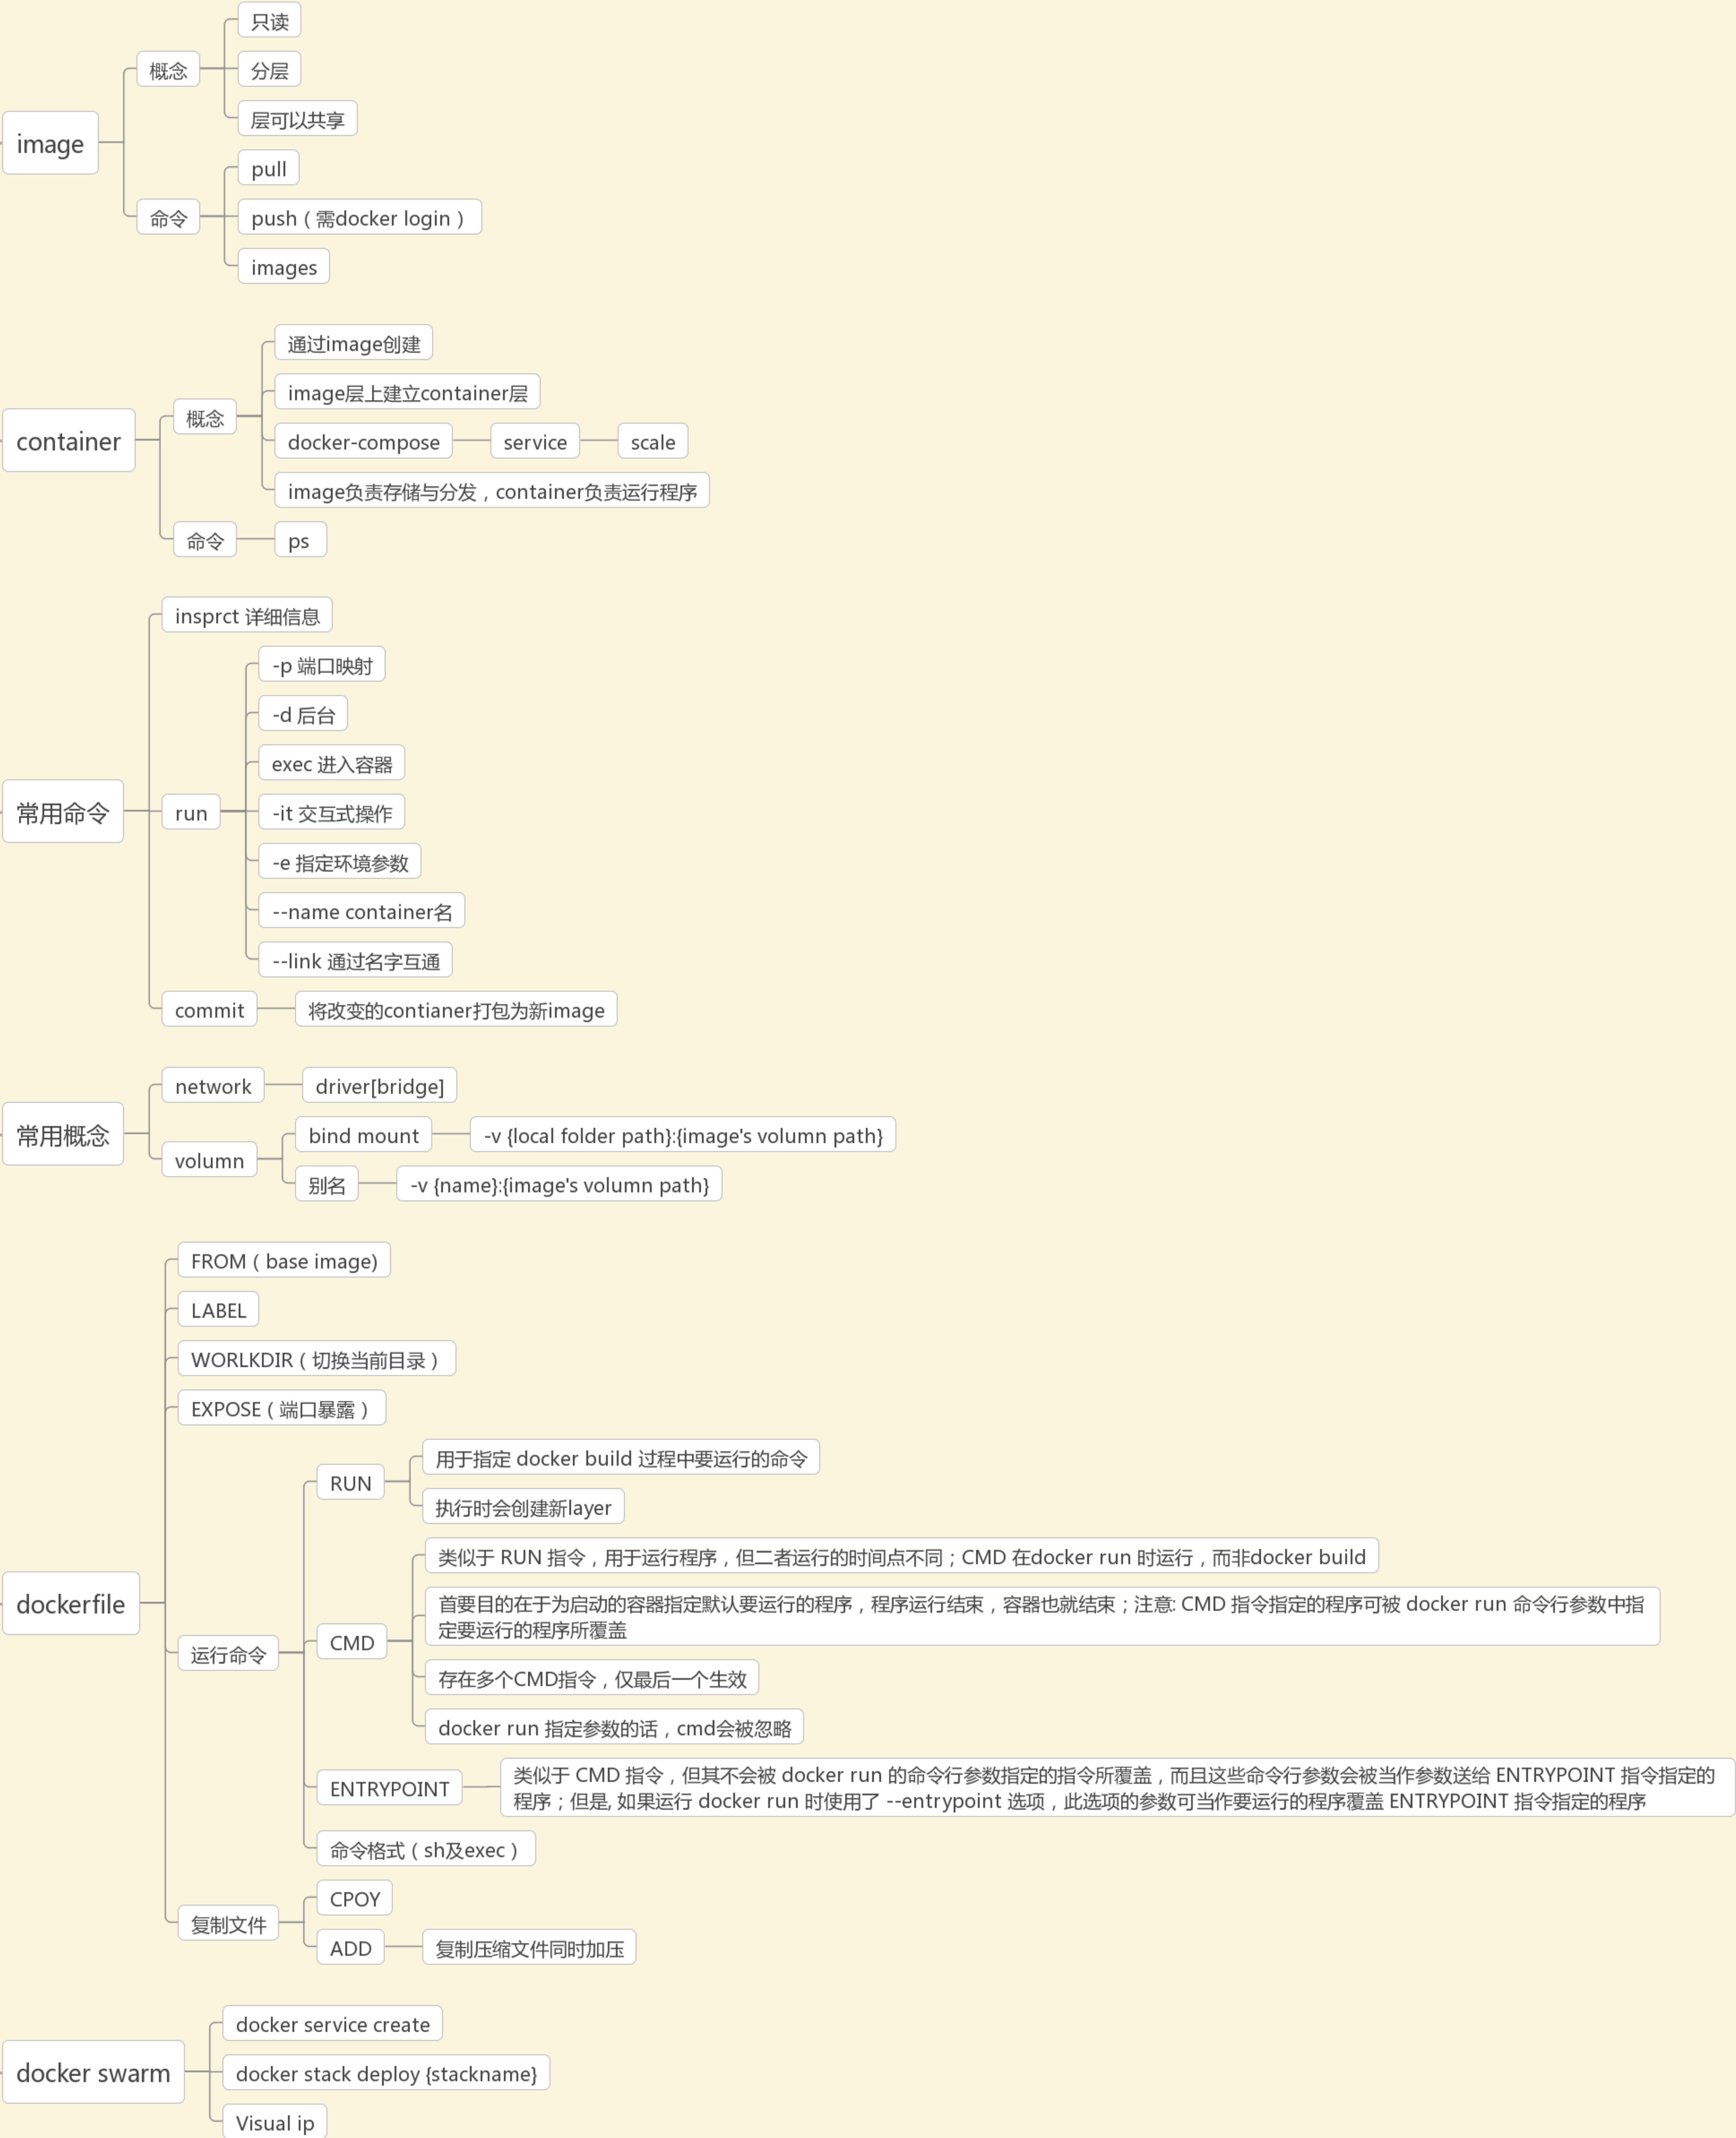 image
概念
只读
分层
层可以共享
命令
pull
push（需docker login）
images
container
概念
通过image创建
image层上建立container层
docker-compose
service
scale
image负责存储与分发，container负责运行程序
命令
ps
常用命令
insprct 详细信息
run
-p 端口映射
-d 后台
exec 进入容器
-it 交互式操作
-e 指定环境参数
--name container名
--link 通过名字互通
commit
将改变的contianer打包为新image
常用概念
network
driver[bridge]
volumn
bind mount
-v {local folder path}:{image's volumn path}
别名
-v {name}:{image's volumn path}
dockerfile
FROM（ base image)
LABEL
WORLKDIR（切换当前目录）
EXPOSE（端口暴露）
运行命令
RUN
用于指定 docker build 过程中要运行的命令
执行时会创建新layer
CMD
类似于 RUN 指令，用于运行程序，但二者运行的时间点不同；CMD 在docker run 时运行，而非docker build
首要目的在于为启动的容器指定默认要运行的程序，程序运行结束，容器也就结束；注意: CMD 指令指定的程序可被 docker run 命令行参数中指
定要运行的程序所覆盖
存在多个CMD指令，仅最后一个生效
docker run 指定参数的话，cmd会被忽略
ENTRYPOINT
类似于 CMD 指令，但其不会被 docker run 的命令行参数指定的指令所覆盖，而且这些命令行参数会被当作参数送给 ENTRYPOINT 指令指定的
程序；但是, 如果运行 docker run 时使用了 --entrypoint 选项，此选项的参数可当作要运行的程序覆盖 ENTRYPOINT 指令指定的程序
命令格式（sh及exec）
复制文件
CPOY
ADD
复制压缩文件同时加压
docker swarm
docker service create
docker stack deploy {stackname}
Visual ip